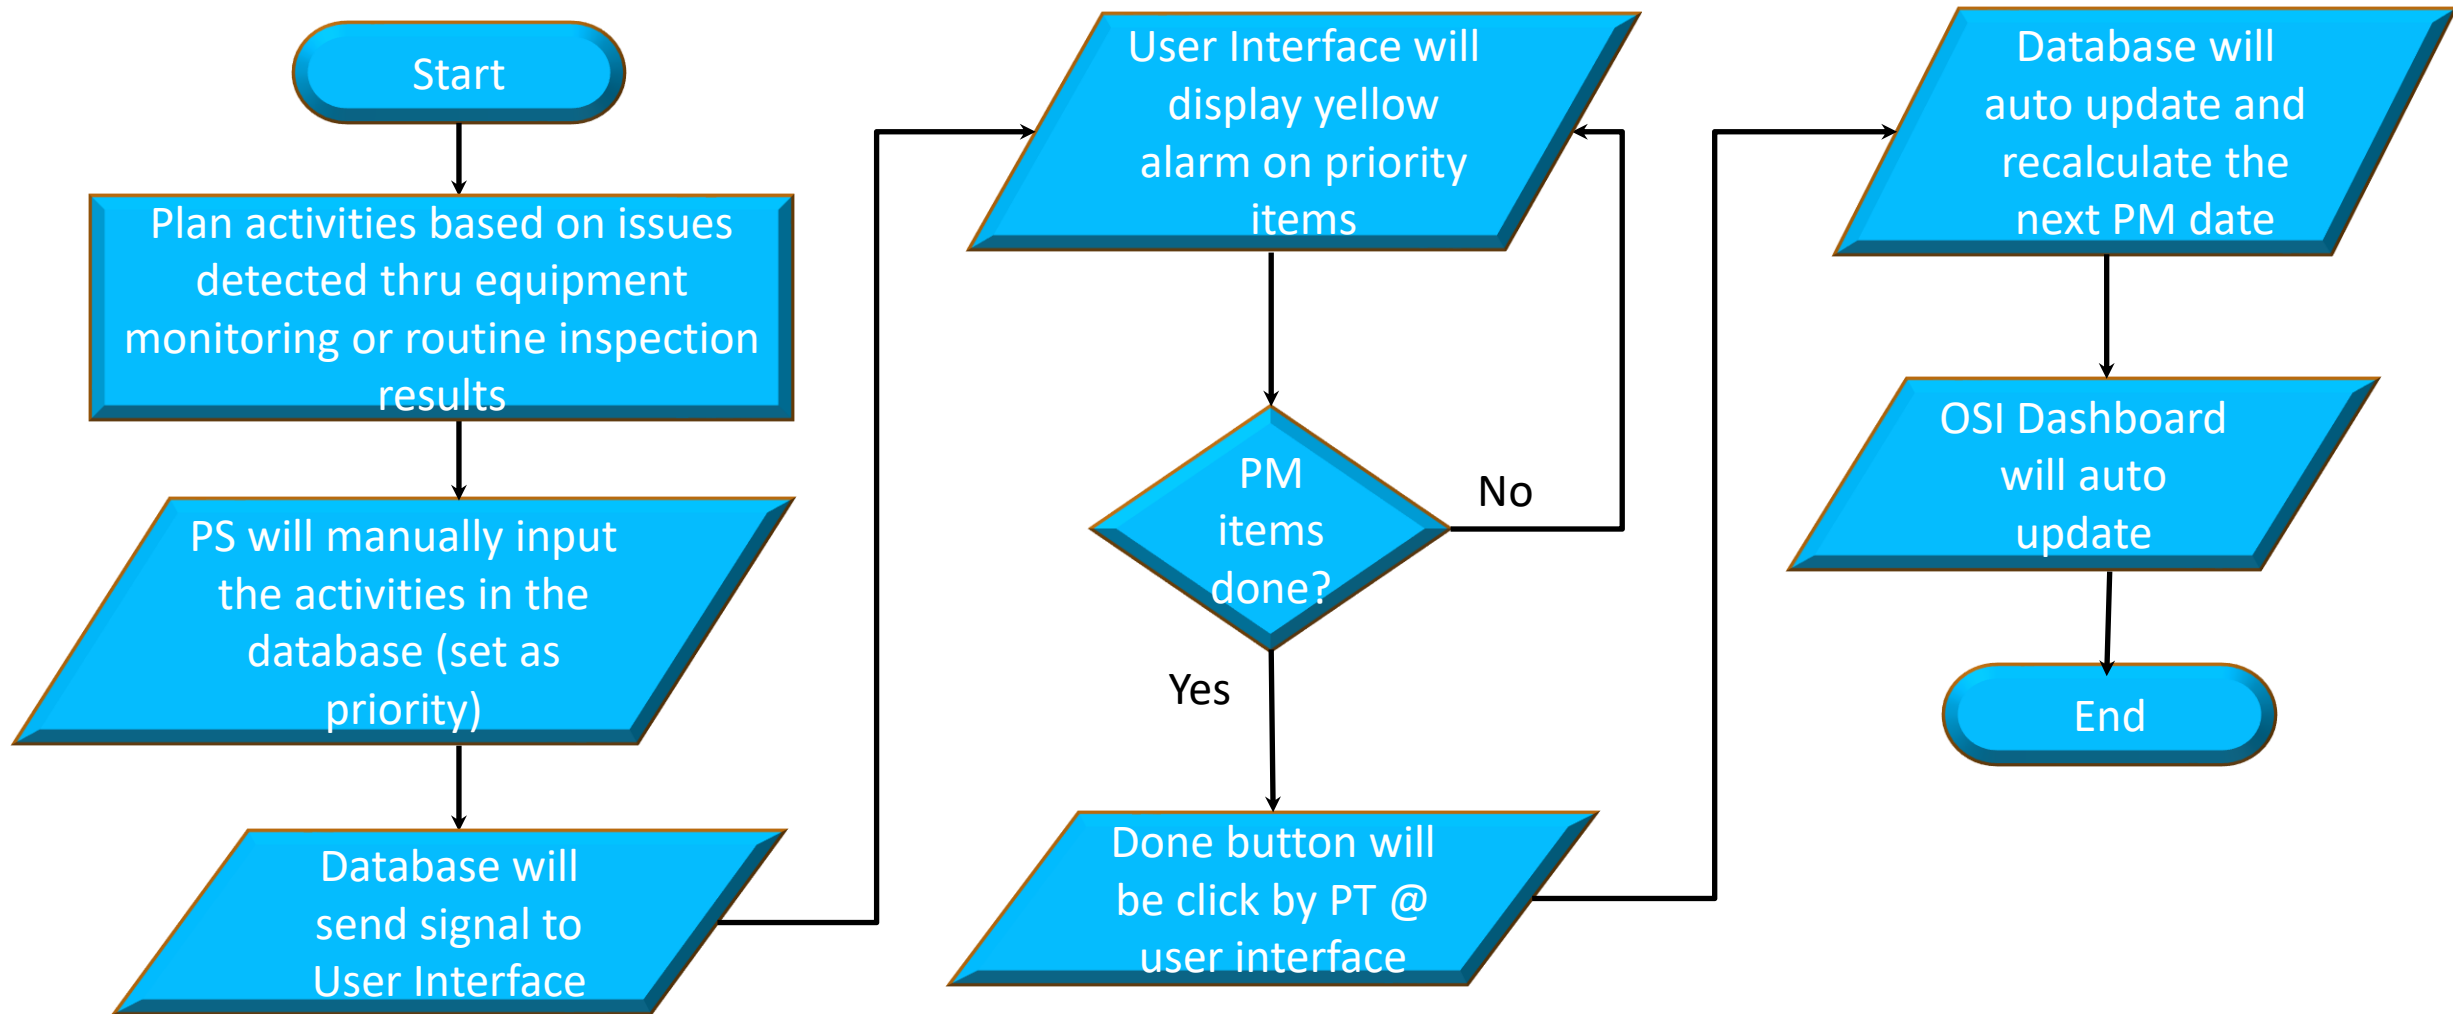 Start
Plan activities based on issues
detected thru equipment
monitoring or routine inspection
results
PS will manually input
the activities in the
database (set as
priority)
Database will
send signal to
User Interface
User Interface will
display yellow
alarm on priority
items
PM
items
done?
No
Yes
Done button will
be click by PT @
user interface
Database will
auto update and
recalculate the
next PM date
OSI Dashboard
will auto
update
End